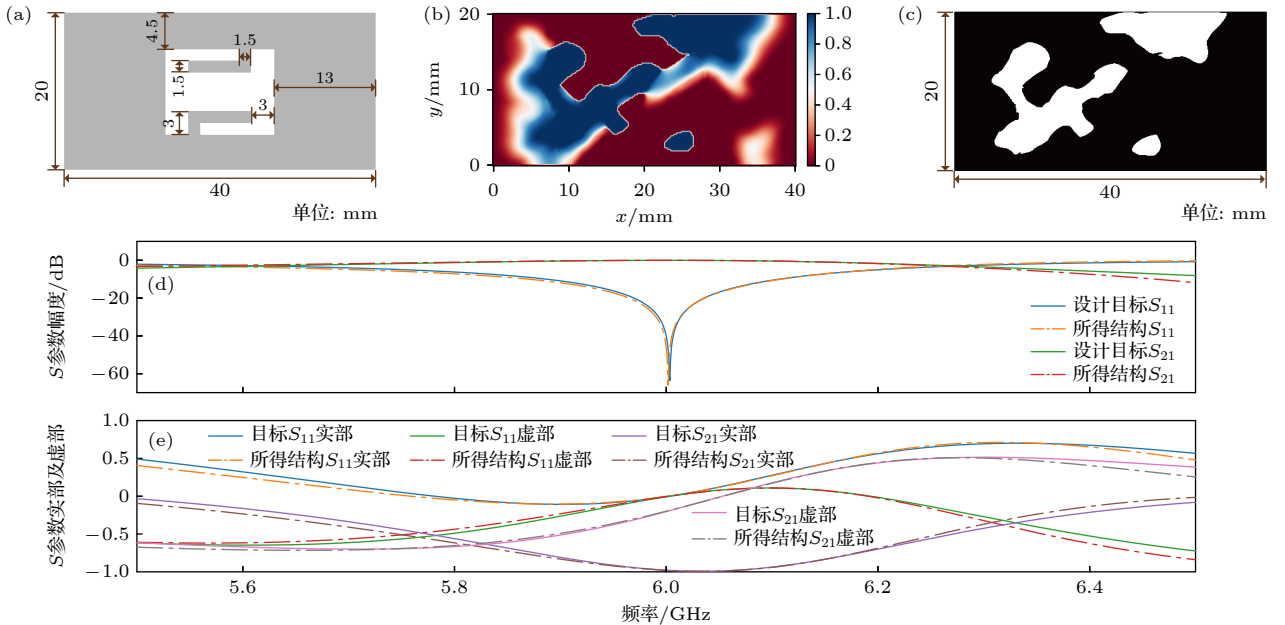 (a)
4.5
1.5
1.5
13
20
3
3
40
单位: mm
(b)
y/mm
20
10
0
0 10 20 30 40
x/mm
1.0
0.8
0.6
0.4
0.2
0
(c)
20
40
单位: mm
S参数幅度/dB
0
−20
−40
−60
(d)
设计目标S₁₁
所得结构S₁₁
设计目标S₂₁
所得结构S₂₁
S参数实部及虚部
1.0
0.5
0
−0.5
−1.0
(e)
目标S₁₁实部 目标S₁₁虚部 目标S₂₁实部
所得结构S₁₁实部 所得结构S₁₁虚部 所得结构S₂₁实部
目标S₂₁虚部
所得结构S₂₁虚部
5.6 5.8 6.0 6.2 6.4
频率/GHz